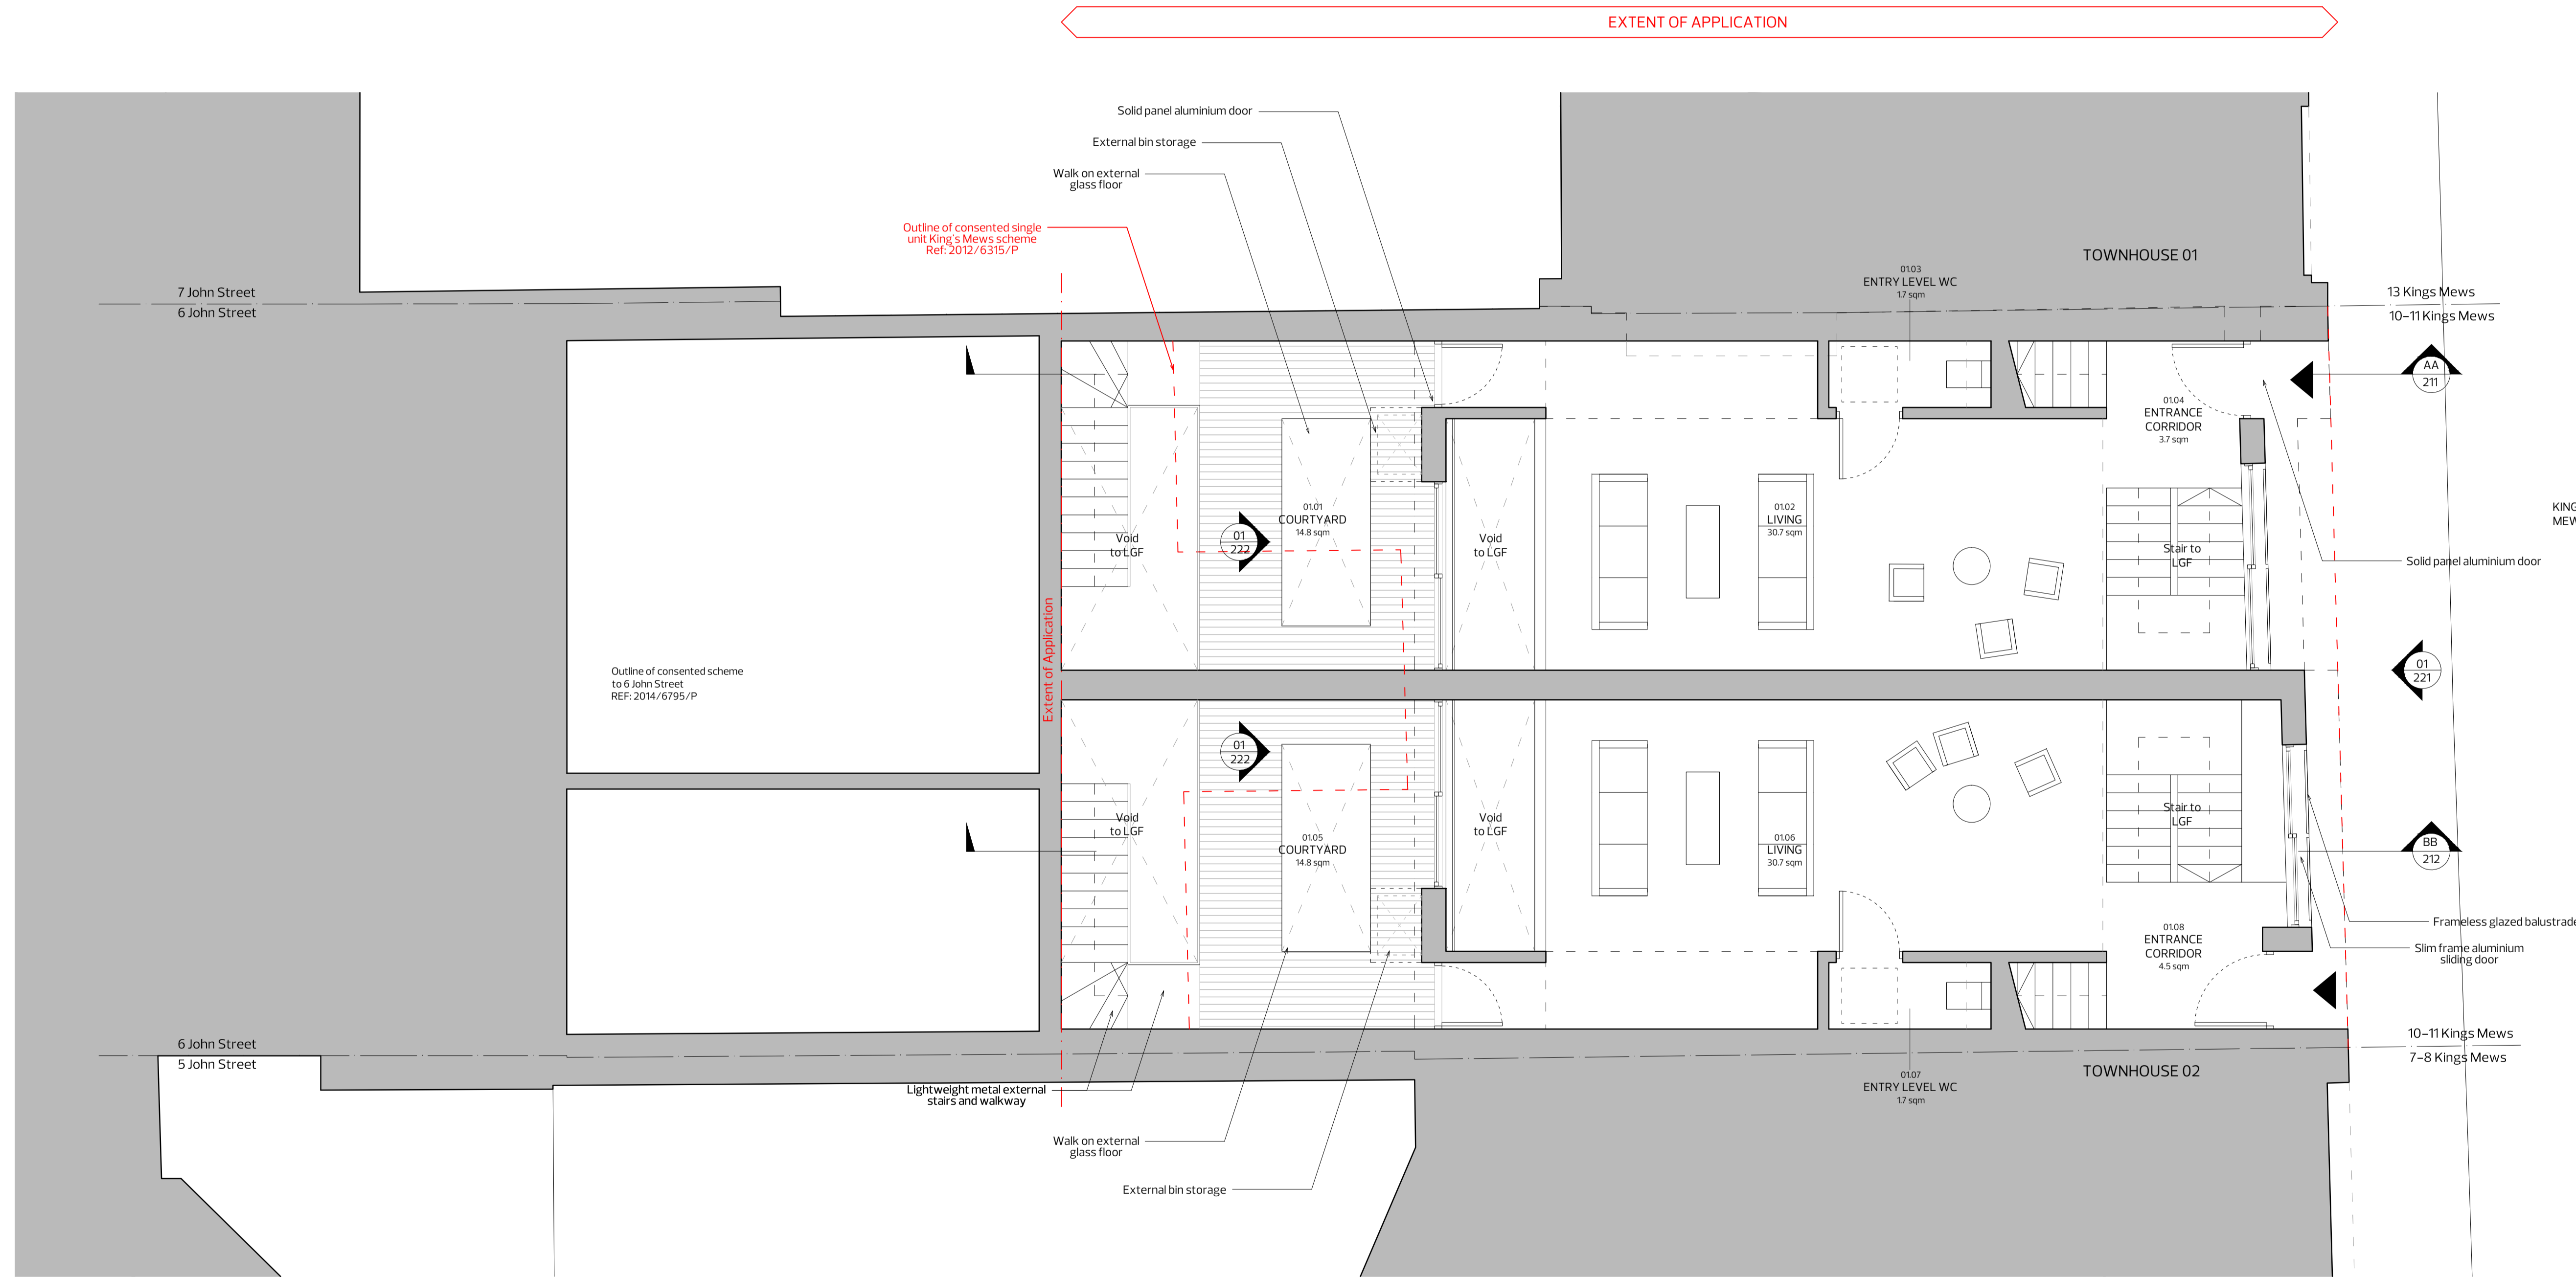 EXTENT OF APPLICATION
Solid panel aluminium door
External bin storage
Walk on external
glass floor
Outline of consented single
unit King's Mews scheme
Ref: 2012/6315/P
TOWNHOUSE 01
01.03
ENTRY LEVEL WC
1.7 sqm
7 John Street
6 John Street
13 Kings Mews
10-11 Kings Mews
AA
211
01.04
ENTRANCE
CORRIDOR
3.7 sqm
01.01
COURTYARD
14.8 sqm
01.02
LIVING
30.7 sqm
KING
MEW
01
222
Void
to LGF
Void
to LGF
Stair to
LGF
Solid panel aluminium door
Extent of Application
Outline of consented scheme
to 6 John Street
REF: 2014/6795/P
01
221
01
222
Void
to LGF
01.05
COURTYARD
14.8 sqm
Void
to LGF
01.06
LIVING
30.7 sqm
Stair to
LGF
BB
212
Frameless glazed balustrade
01.08
ENTRANCE
CORRIDOR
4.5 sqm
Slim frame aluminium
sliding door
6 John Street
5 John Street
10-11 Kings Mews
7-8 Kings Mews
01.07
ENTRY LEVEL WC
1.7 sqm
TOWNHOUSE 02
Lightweight metal external
stairs and walkway
Walk on external
glass floor
External bin storage